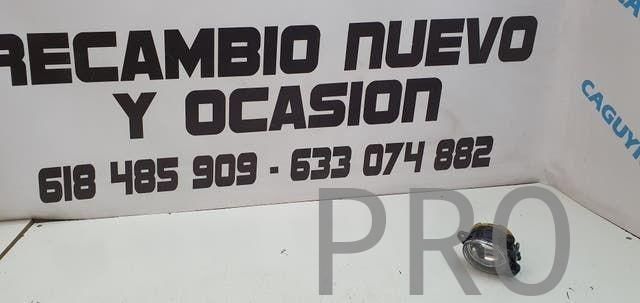 RECAMBIO NUEVO
Y OCASION
618 485 909 - 633 074 882
PRO